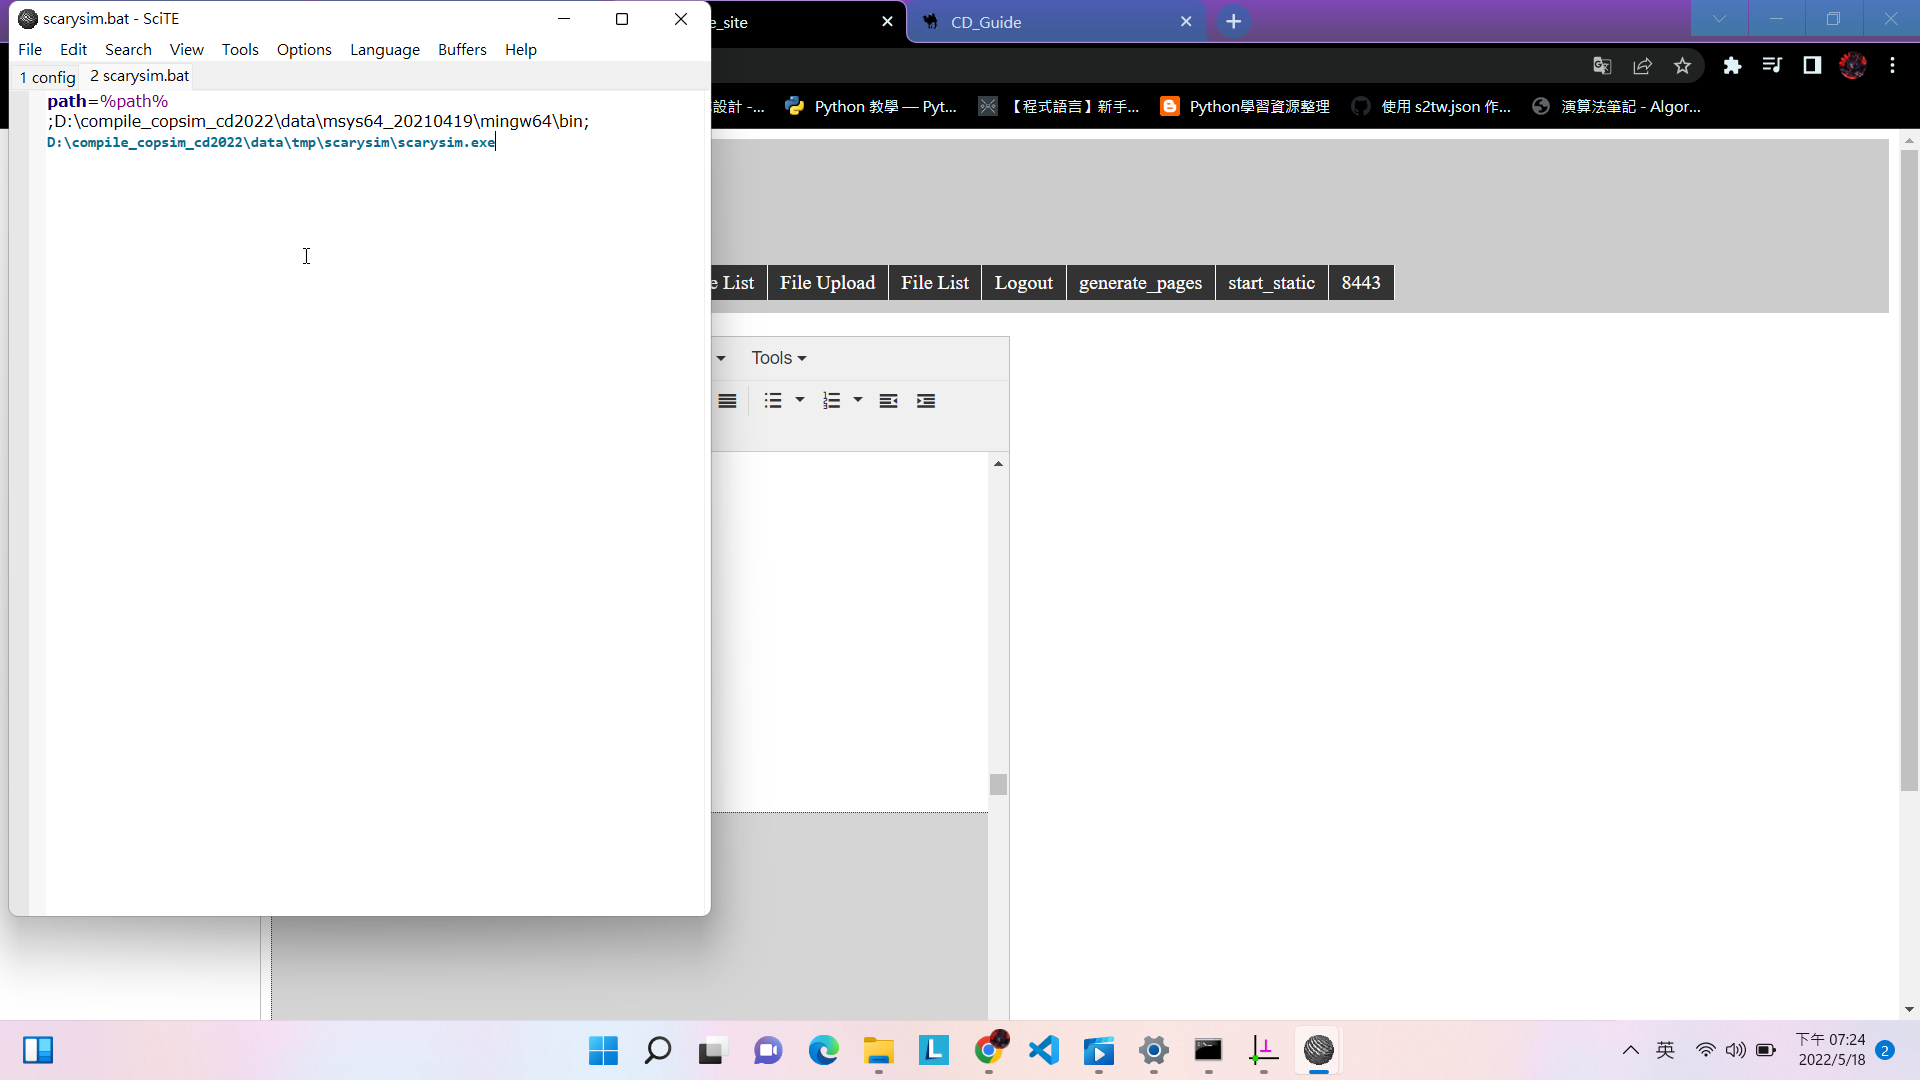 scarysim.bat - SciTE
e_site
CD_Guide
File Edit Search View Tools Options Language Buffers Help
1 config 2 scarysim.bat
設計 -... Python 教學 — Pyt... 【程式語言】新手... Python學習資源整理 使用 s2tw.json 作... 演算法筆記 - Algor...
path=%path%
;D:\compile_copsim_cd2022\data\msys64_20210419\mingw64\bin;
D:\compile_copsim_cd2022\data\tmp\scarysim\scarysim.exe
e List File Upload File List Logout generate_pages start_static 8443
Tools
英
下午 07:24
2022/5/18
2